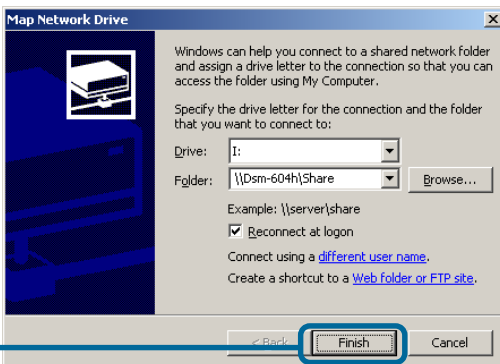 Map Network Drive
Windows can help you connect to a shared network folder
and assign a drive letter to the connection so that you can
access the folder using My Computer.
Specify the drive letter for the connection and the folder
that you want to connect to:
Drive: I:
Folder: \\Dsm-604h\Share Browse...
Example: \\server\share
Reconnect at logon
Connect using a different user name.
Create a shortcut to a Web folder or FTP site.
< Back Finish Cancel